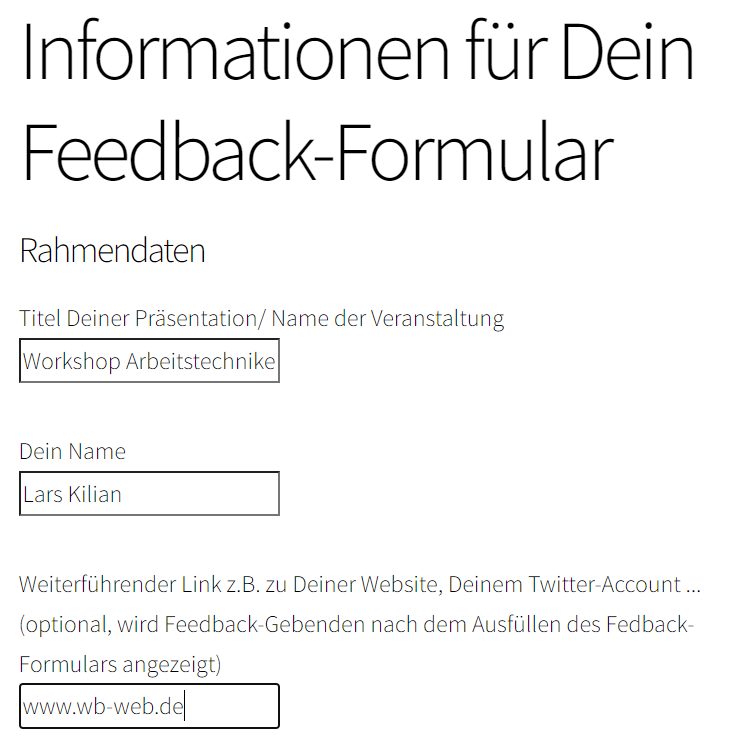 Informationen für Dein
Feedback-Formular
Rahmendaten
Titel Deiner Präsentation/ Name der Veranstaltung
Workshop Arbeitstechnike
Dein Name
Lars Kilian
Weiterführender Link z.B. zu Deiner Website, Deinem Twitter-Account ...
(optional, wird Feedback-Gebenden nach dem Ausfüllen des Fedback-
Formulars angezeigt)
www.wb-web.de